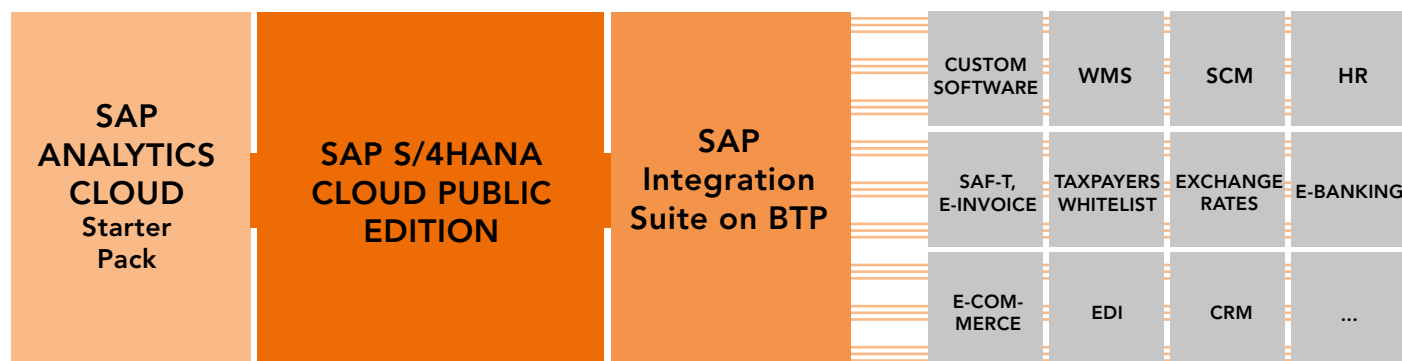 SAP
ANALYTICS
CLOUD
Starter
Pack
SAP S/4HANA
CLOUD PUBLIC
EDITION
SAP
Integration
Suite on BTP
CUSTOM
SOFTWARE
WMS
SCM
HR
SAF-T,
E-INVOICE
TAXPAYERS
WHITELIST
EXCHANGE
RATES
E-BANKING
E-COM-
MERCE
EDI
CRM
...